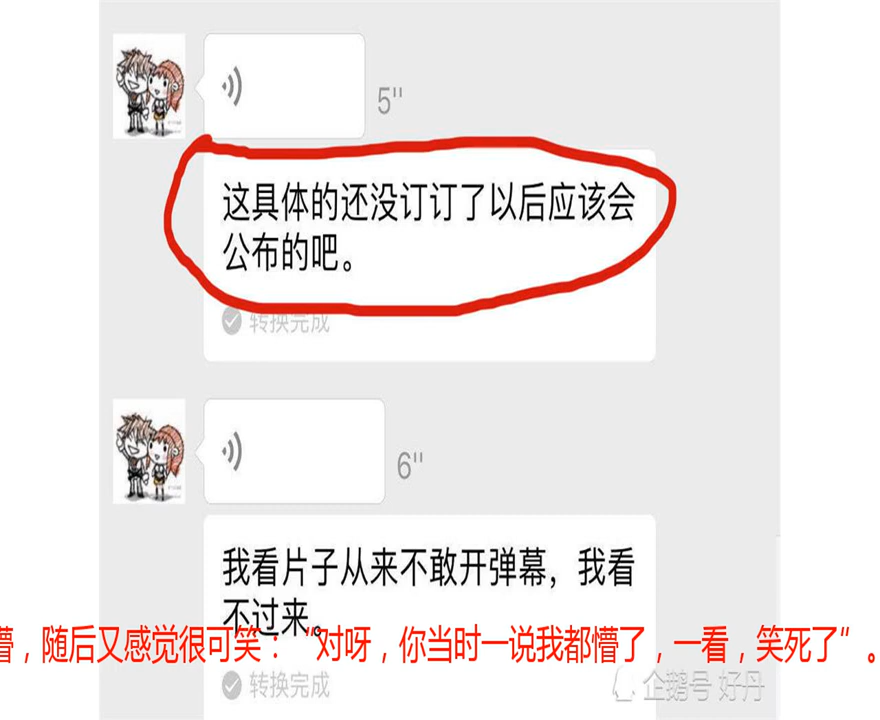 5"
这具体的还没订订了以后应该会
公布的吧。
转换完成
6"
我看片子从来不敢开弹幕，我看
不过来。
懵，随后又感觉很可笑：“对呀，你当时一说我都懵了，一看，笑死了”。
转换完成
企鹅号 好丹